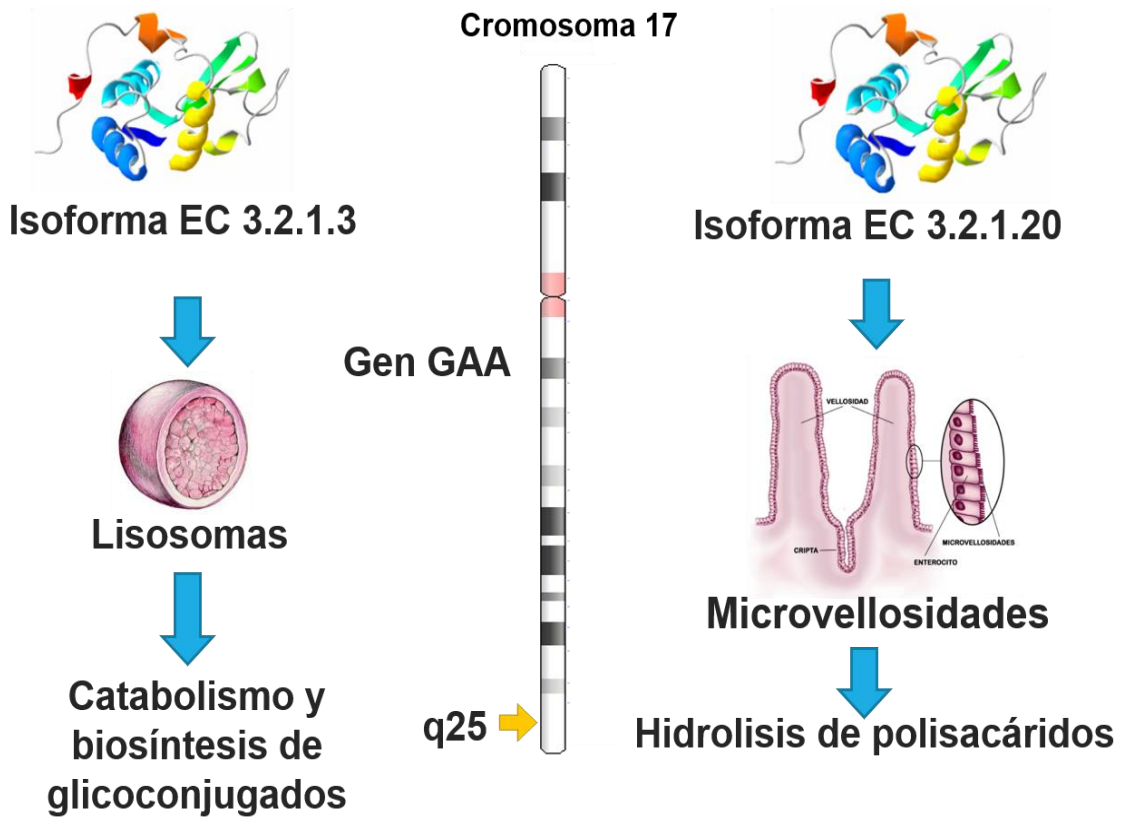 Cromosoma 17
Isoforma EC 3.2.1.3
Lisosomas
Catabolismo y
biosíntesis de
glicoconjugados
Gen GAA
q25
Isoforma EC 3.2.1.20
VELLOSIDAD
CRIPTA
MICROVELLOSIDADES
ENTEROCITO
Microvellosidades
Hidrolisis de polisacáridos